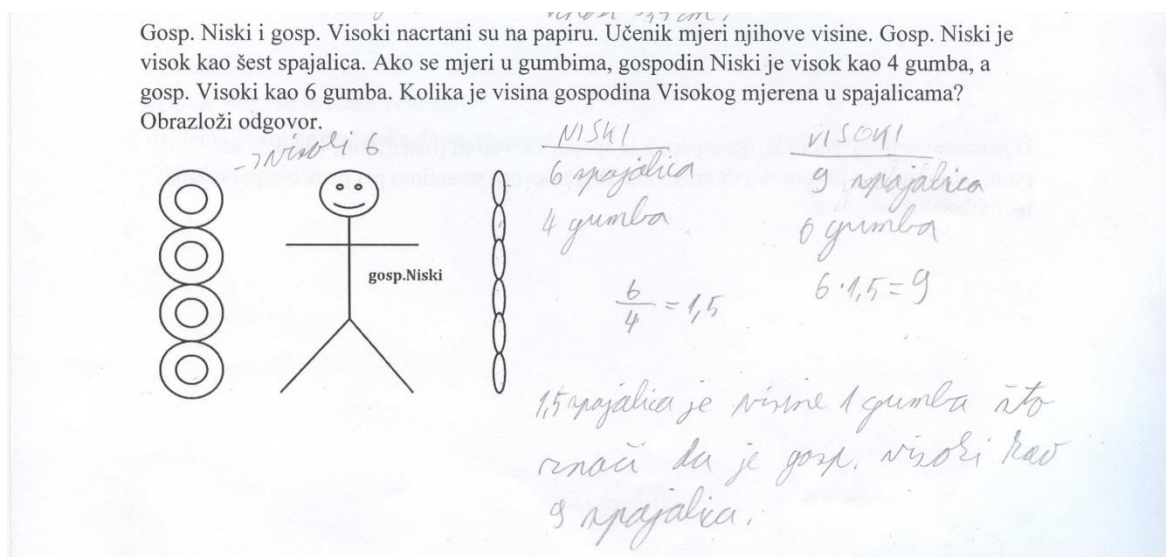 Gosp. Niski i gosp. Visoki nacrtani su na papiru. Učenik mjeri njihove visine. Gosp. Niski je
visok kao šest spajalica. Ako se mjeri u gumbima, gospodin Niski je visok kao 4 gumba, a
gosp. Visoki kao 6 gumba. Kolika je visina gospodina Visokog mjerena u spajalicama?
Obrazloži odgovor.
visoki 6
NISKI
6 spajalica
4 gumba
6/4 = 1,5
VISOKI
9 spajalica
6 gumba
6·1,5=9
gosp.Niski
1,5 spajalica je visine 1 gumba što
znači da je gosp. visoki kao
9 spajalica.